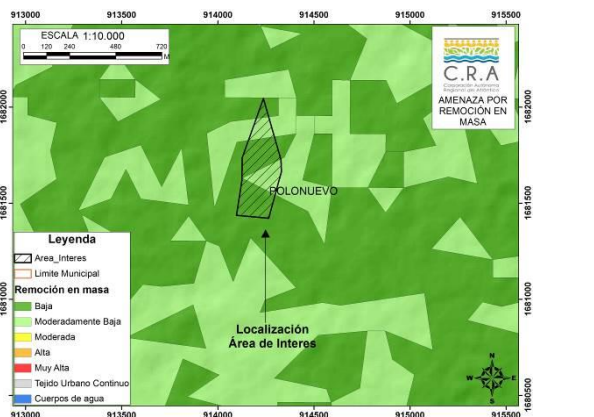 913000 913500 914000 914500 915000 915500
ESCALA 1:10.000
0 120 240 480 720
M
C.R.A
Corporación Autónoma
Regional del Atlántico
AMENAZA POR
REMOCIÓN EN
MASA
1682000 1682000
POLONUEVO
1681500 1681500
Leyenda
Area_Interes
Limite Municipal
Remoción en masa
Baja
Moderadamente Baja
Moderada
Alta
Muy Alta
Tejido Urbano Continuo
Cuerpos de agua
1681000 1681000
Localización
Área de Interes
N
W E
S
1680500
913000 913500 914000 914500 915000 915500